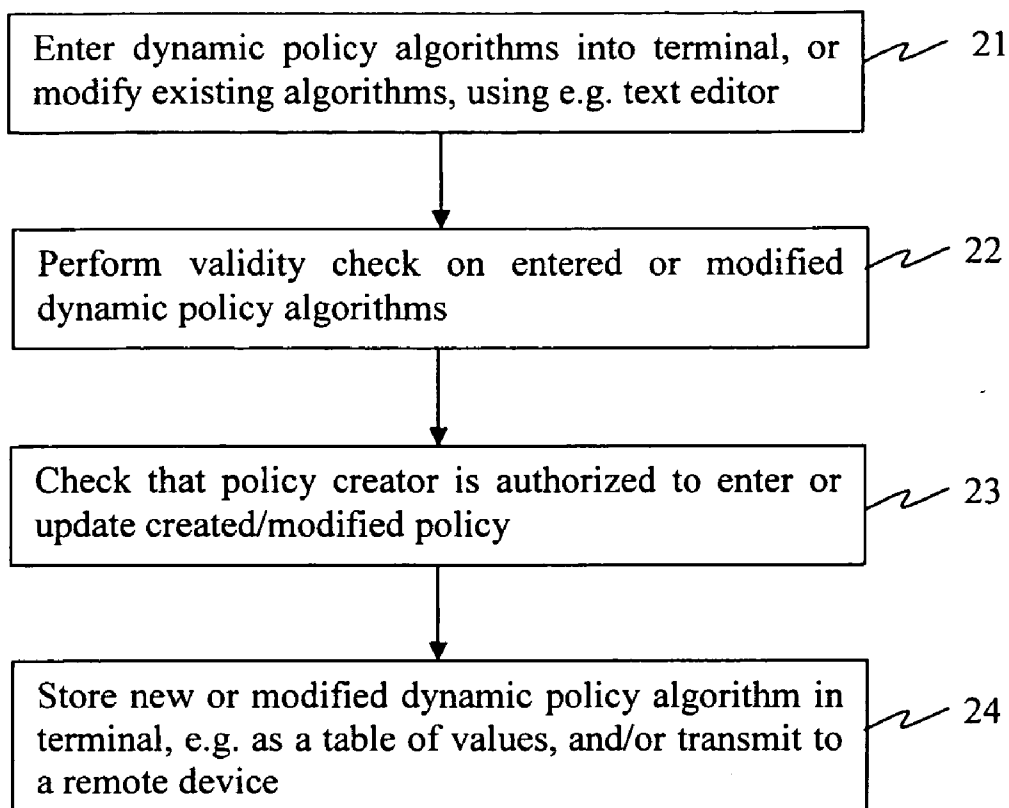 Enter dynamic policy algorithms into terminal, or
modify existing algorithms, using e.g. text editor
21
Perform validity check on entered or modified
dynamic policy algorithms
22
Check that policy creator is authorized to enter or
update created/modified policy
23
Store new or modified dynamic policy algorithm in
terminal, e.g. as a table of values, and/or transmit to
a remote device
24